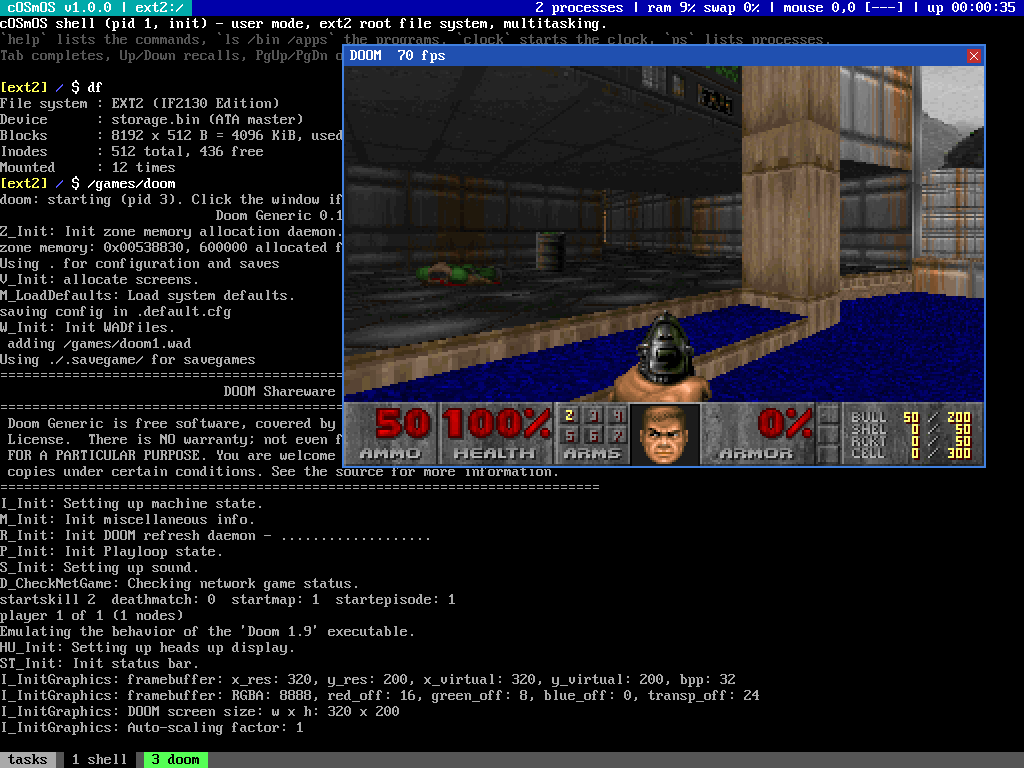 cOSmOS v1.0.0 | ext2:/ 2 processes | ram 9% swap 0% | mouse 0,0 [---] | up 00:00:35
cOSmOS shell (pid 1, init) - user mode, ext2 root file system, multitasking.
`help` lists the commands, `ls /bin /apps` the programs. `clock` starts the clock. `ps` lists processes.
Tab completes, Up/Down recalls, PgUp/PgDn
DOOM 70 fps
[ext2] / $ df
File system : EXT2 (IF2130 Edition)
Device : storage.bin (ATA master)
Blocks : 8192 x 512 B = 4096 KiB, used
Inodes : 512 total, 436 free
Mounted : 12 times
[ext2] / $ /games/doom
doom: starting (pid 3). Click the window if
Doom Generic 0.1
Z_Init: Init zone memory allocation daemon.
zone memory: 0x00538830, 600000 allocated f
Using . for configuration and saves
V_Init: allocate screens.
M_LoadDefaults: Load system defaults.
saving config in .default.cfg
W_Init: Init WADfiles.
adding /games/doom1.wad
Using ./.savegame/ for savegames
===========================================
DOOM Shareware
===========================================
Doom Generic is free software, covered by
License. There is NO warranty; not even f
FOR A PARTICULAR PURPOSE. You are welcome
copies under certain conditions. See the source for more information.
===========================================================================
50 100% 2 3 4 0% BULL 50 / 200
5 6 7 SHEL 0 / 50
RCKT 0 / 50
AMMO HEALTH ARMS ARMOR CELL 0 / 300
I_Init: Setting up machine state.
M_Init: Init miscellaneous info.
R_Init: Init DOOM refresh daemon - ...................
P_Init: Init Playloop state.
S_Init: Setting up sound.
D_CheckNetGame: Checking network game status.
startskill 2 deathmatch: 0 startmap: 1 startepisode: 1
player 1 of 1 (1 nodes)
Emulating the behavior of the 'Doom 1.9' executable.
HU_Init: Setting up heads up display.
ST_Init: Init status bar.
I_InitGraphics: framebuffer: x_res: 320, y_res: 200, x_virtual: 320, y_virtual: 200, bpp: 32
I_InitGraphics: framebuffer: RGBA: 8888, red_off: 16, green_off: 8, blue_off: 0, transp_off: 24
I_InitGraphics: DOOM screen size: w x h: 320 x 200
I_InitGraphics: Auto-scaling factor: 1
tasks 1 shell 3 doom